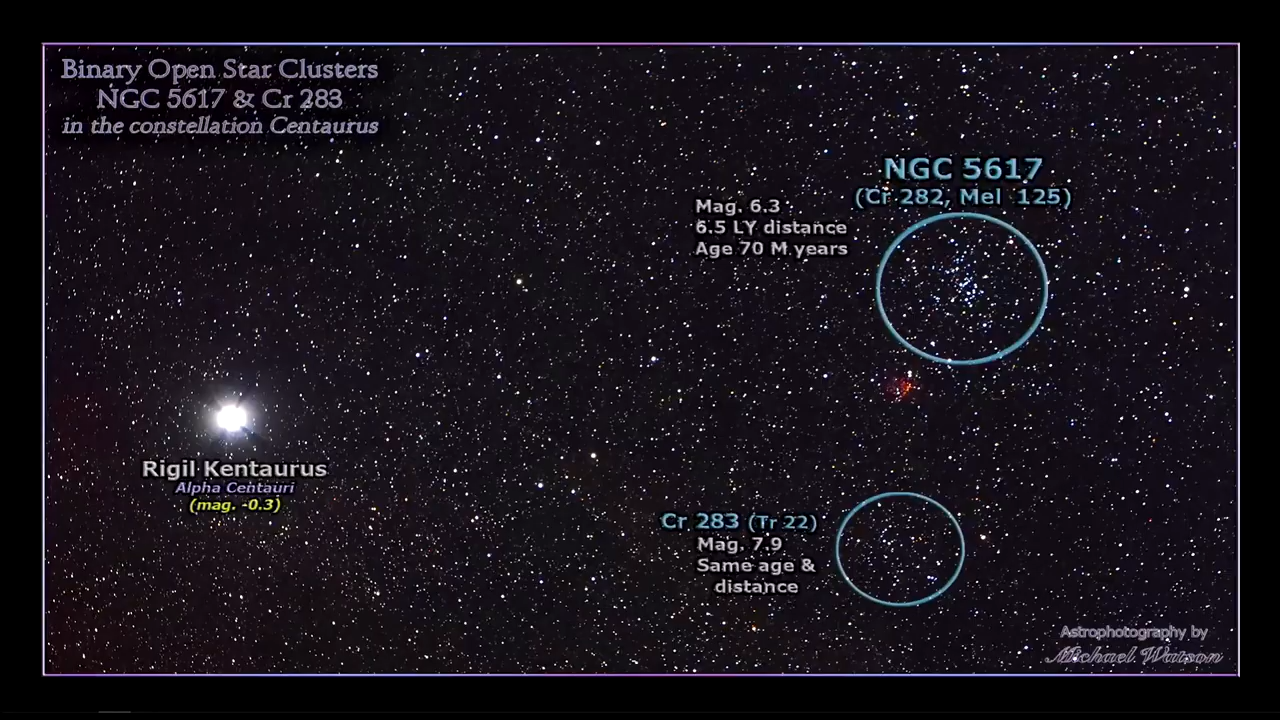 Binary Open Star Clusters
NGC 5617 & Cr 283
in the constellation Centaurus
NGC 5617
(Cr 282, Mel 125)
Mag. 6.3
6.5 LY distance
Age 70 M years
Rigil Kentaurus
Alpha Centauri
(mag. -0.3)
Cr 283 (Tr 22)
Mag. 7.9
Same age &
distance
Astrophotography by
Michael Watson